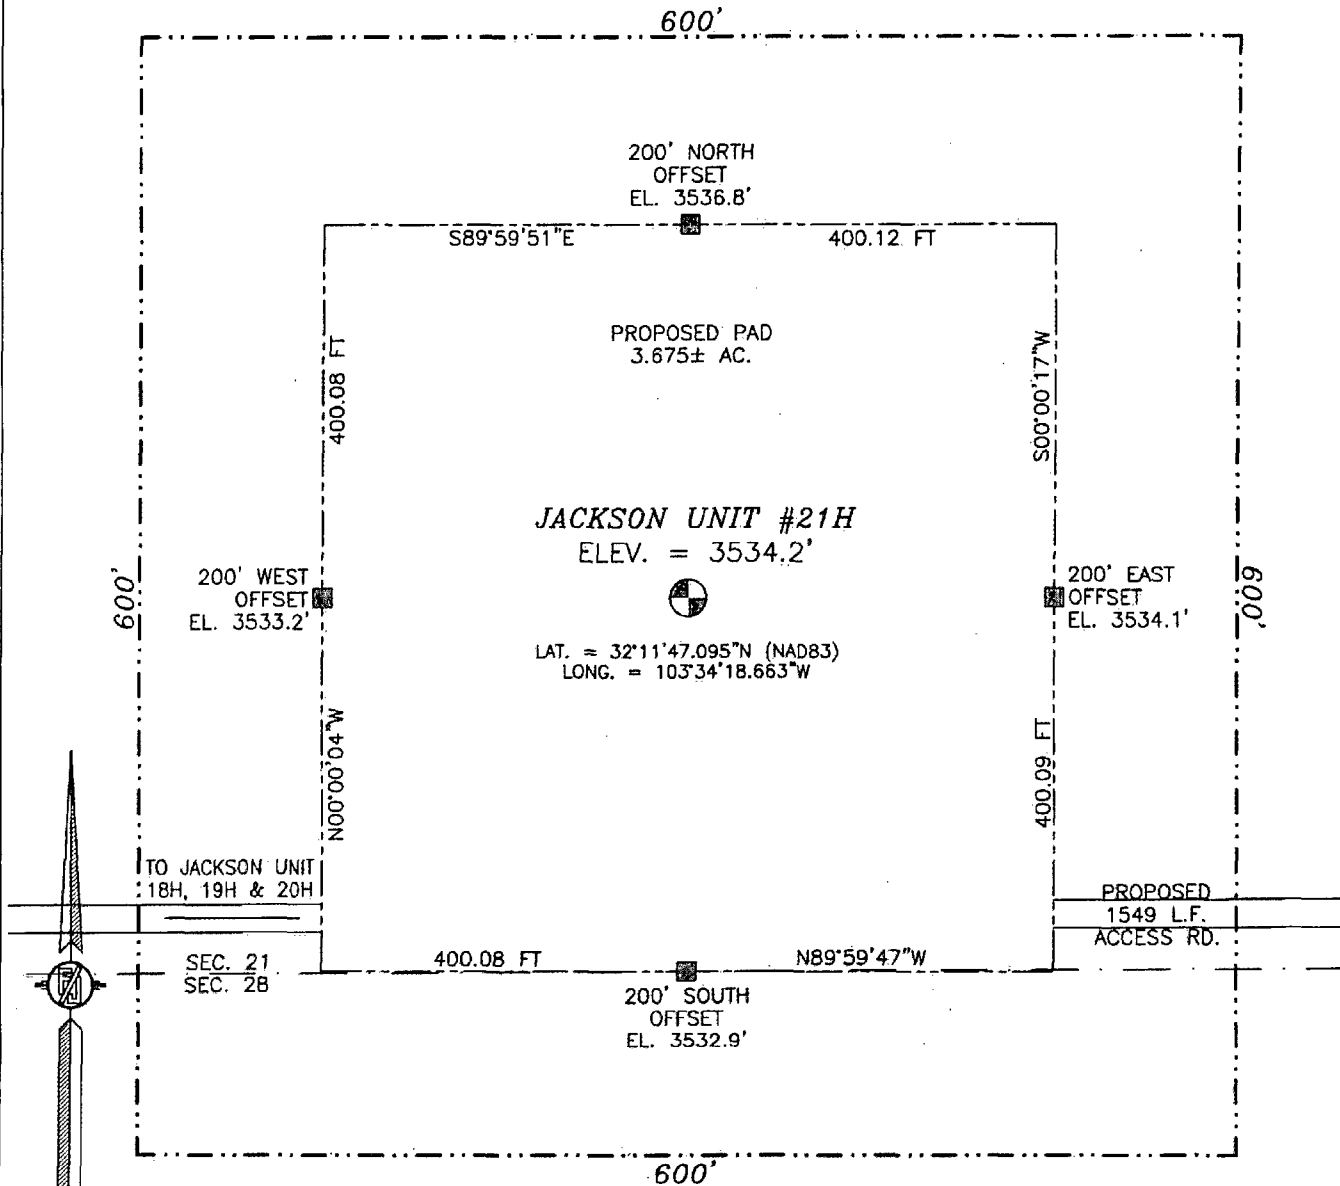 600'
200' NORTH
OFFSET
EL. 3536.8'
S89°59'51"E
400.12 FT
PROPOSED PAD
3.675± AC.
400.08 FT
S00°00'17"W
JACKSON UNIT #21H
ELEV. = 3534.2'
600'
200' WEST
OFFSET
EL. 3533.2'
200' EAST
OFFSET
EL. 3534.1'
600'
LAT. = 32°11'47.095"N (NAD83)
LONG. = 103°34'18.663"W
N00°00'04"W
400.09 FT
TO JACKSON UNIT
18H, 19H & 20H
PROPOSED
1549 L.F.
ACCESS RD.
SEC. 21
SEC. 28
400.08 FT
N89°59'47"W
200' SOUTH
OFFSET
EL. 3532.9'
600'